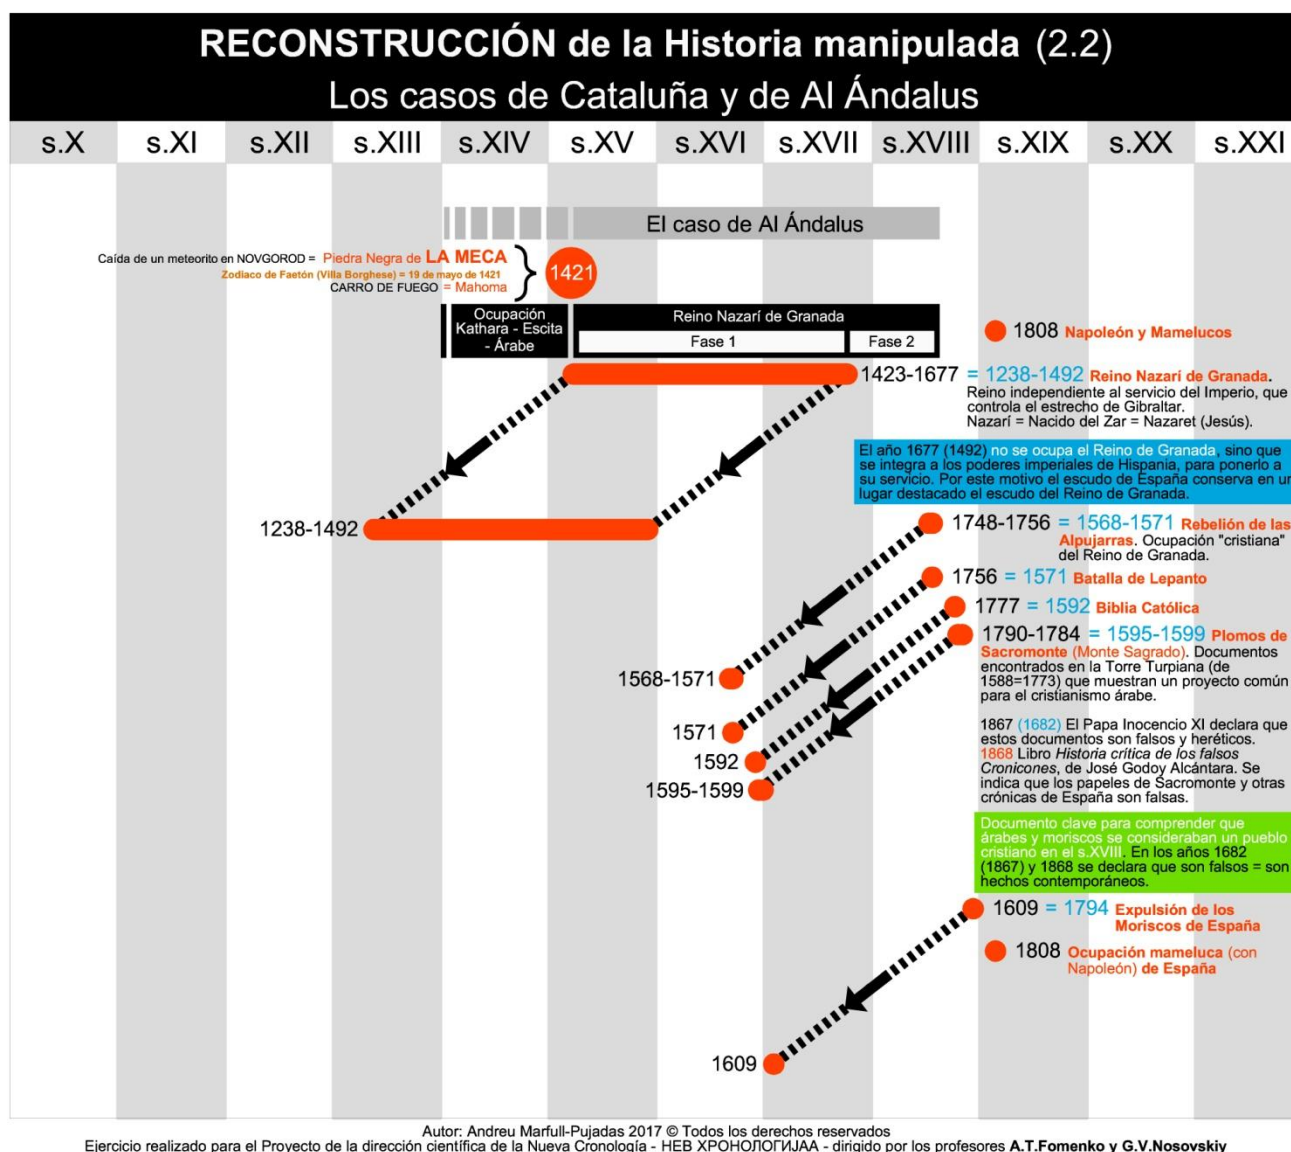 RECONSTRUCCIÓN de la Historia manipulada (2.2)
Los casos de Cataluña y de Al Ándalus
s.X s.XI s.XII s.XIII s.XIV s.XV s.XVI s.XVII s.XVIII s.XIX s.XX s.XXI
El caso de Al Ándalus
Caída de un meteorito en NOVGOROD = Piedra Negra de LA MECA
Zodiaco de Faetón (Villa Borghese) = 19 de mayo de 1421
CARRO DE FUEGO = Mahoma
1421
Ocupación
Kathara - Escita
- Árabe
Reino Nazarí de Granada
Fase 1
Fase 2
1808 Napoleón y Mamelucos
1423-1677 = 1238-1492 Reino Nazarí de Granada.
Reino independiente al servicio del Imperio, que
controla el estrecho de Gibraltar.
Nazarí = Nacido del Zar = Nazaret (Jesús).
El año 1677 (1492) no se ocupa el Reino de Granada, sino que
se integra a los poderes imperiales de Hispania, para ponerlo a
su servicio. Por este motivo el escudo de España conserva en un
lugar destacado el escudo del Reino de Granada.
1238-1492
1748-1756 = 1568-1571 Rebelión de las
Alpujarras. Ocupación "cristiana"
del Reino de Granada.
1756 = 1571 Batalla de Lepanto
1777 = 1592 Biblia Católica
1790-1784 = 1595-1599 Plomos de
Sacromonte (Monte Sagrado). Documentos
encontrados en la Torre Turpiana (de
1588=1773) que muestran un proyecto común
para el cristianismo árabe.
1568-1571
1571
1592
1595-1599
1867 (1682) El Papa Inocencio XI declara que
estos documentos son falsos y heréticos.
1868 Libro Historia crítica de los falsos
Cronicones, de José Godoy Alcántara. Se
indica que los papeles de Sacromonte y otras
crónicas de España son falsas.
Documento clave para comprender que
árabes y moriscos se consideraban un pueblo
cristiano en el s.XVIII. En los años 1682
(1867) y 1868 se declara que son falsos = son
hechos contemporáneos.
1609 = 1794 Expulsión de los
Moriscos de España
1808 Ocupación mameluca (con
Napoleón) de España
1609
Autor: Andreu Marfull-Pujadas 2017 © Todos los derechos reservados
Ejercicio realizado para el Proyecto de la dirección científica de la Nueva Cronología - НЕВ ХРОНОЛОГИЈАА - dirigido por los profesores A.T.Fomenko y G.V.Nosovskiy